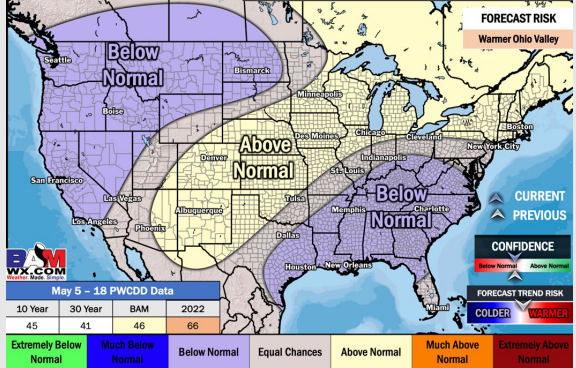 FORECAST RISK
Warmer Ohio Valley
Below
Normal
Seattle
Bismarck
Minneapolis
Boise
Des Moines
Chicago
Cleveland
Boston
New York City
Above
Normal
Denver
Indianapolis
St. Louis
San Francisco
Las Vegas
Below
Normal
Charlotte
Tulsa
Memphis
Albuquerque
Los Angeles
Phoenix
Dallas
Houston
New Orleans
Miami
CURRENT
PREVIOUS
CONFIDENCE
Below Normal
Above Normal
FORECAST TREND RISK
COLDER
WARMER
BAM
WX.COM
Weather. Made. Simple.
May 5 – 18 PWCDD Data
10 Year 30 Year BAM 2022
45 41 46 66
Extremely Below Normal
Much Below Normal
Below Normal
Equal Chances
Above Normal
Much Above Normal
Extremely Above Normal